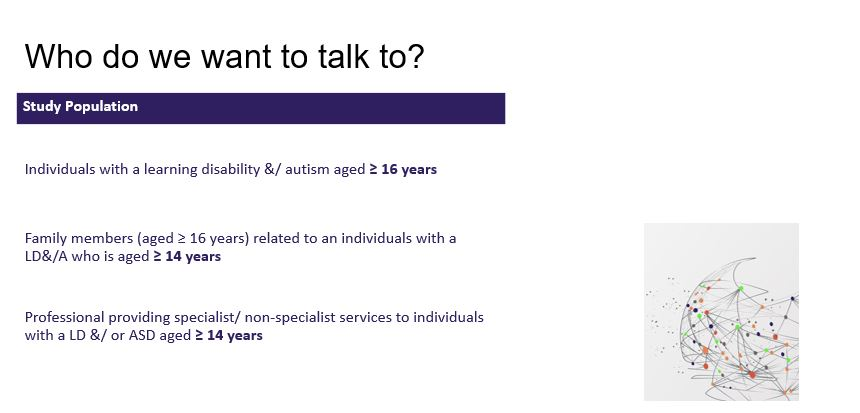 Who do we want to talk to?
Study Population
Individuals with a learning disability &/ autism aged ≥ 16 years
Family members (aged ≥ 16 years) related to an individuals with a
LD&/A who is aged ≥ 14 years
Professional providing specialist/ non-specialist services to individuals
with a LD &/ or ASD aged ≥ 14 years